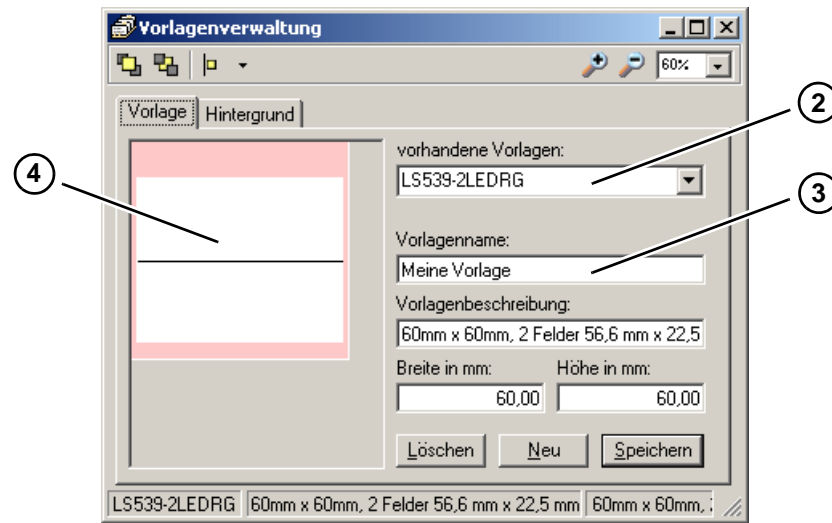 Vorlagenverwaltung
60%
Vorlage Hintergrund
2
vorhandene Vorlagen:
LS539-2LEDRG
4
3
Vorlagenname:
Meine Vorlage
Vorlagenbeschreibung:
60mm x 60mm, 2 Felder 56,6 mm x 22,5
Breite in mm: Höhe in mm:
60,00 60,00
Löschen Neu Speichern
LS539-2LEDRG 60mm x 60mm, 2 Felder 56,6 mm x 22,5 mm 60mm x 60mm, :